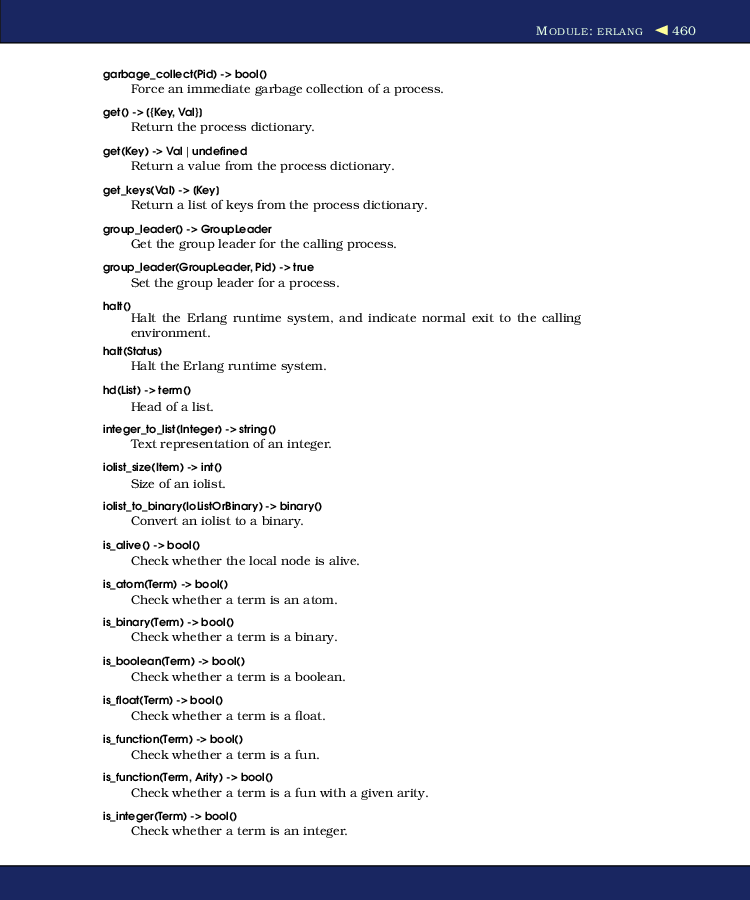 MODULE: ERLANG ◀ 460
garbage_collect(Pid) -> bool()
Force an immediate garbage collection of a process.
get() -> [{Key, Val}]
Return the process dictionary.
get(Key) -> Val | undefined
Return a value from the process dictionary.
get_keys(Val) -> [Key]
Return a list of keys from the process dictionary.
group_leader() -> GroupLeader
Get the group leader for the calling process.
group_leader(GroupLeader, Pid) -> true
Set the group leader for a process.
halt()
Halt the Erlang runtime system, and indicate normal exit to the calling
environment.
halt(Status)
Halt the Erlang runtime system.
hd(List) -> term()
Head of a list.
integer_to_list(Integer) -> string()
Text representation of an integer.
iolist_size(Item) -> int()
Size of an iolist.
iolist_to_binary(IoListOrBinary) -> binary()
Convert an iolist to a binary.
is_alive() -> bool()
Check whether the local node is alive.
is_atom(Term) -> bool()
Check whether a term is an atom.
is_binary(Term) -> bool()
Check whether a term is a binary.
is_boolean(Term) -> bool()
Check whether a term is a boolean.
is_float(Term) -> bool()
Check whether a term is a float.
is_function(Term) -> bool()
Check whether a term is a fun.
is_function(Term, Arity) -> bool()
Check whether a term is a fun with a given arity.
is_integer(Term) -> bool()
Check whether a term is an integer.